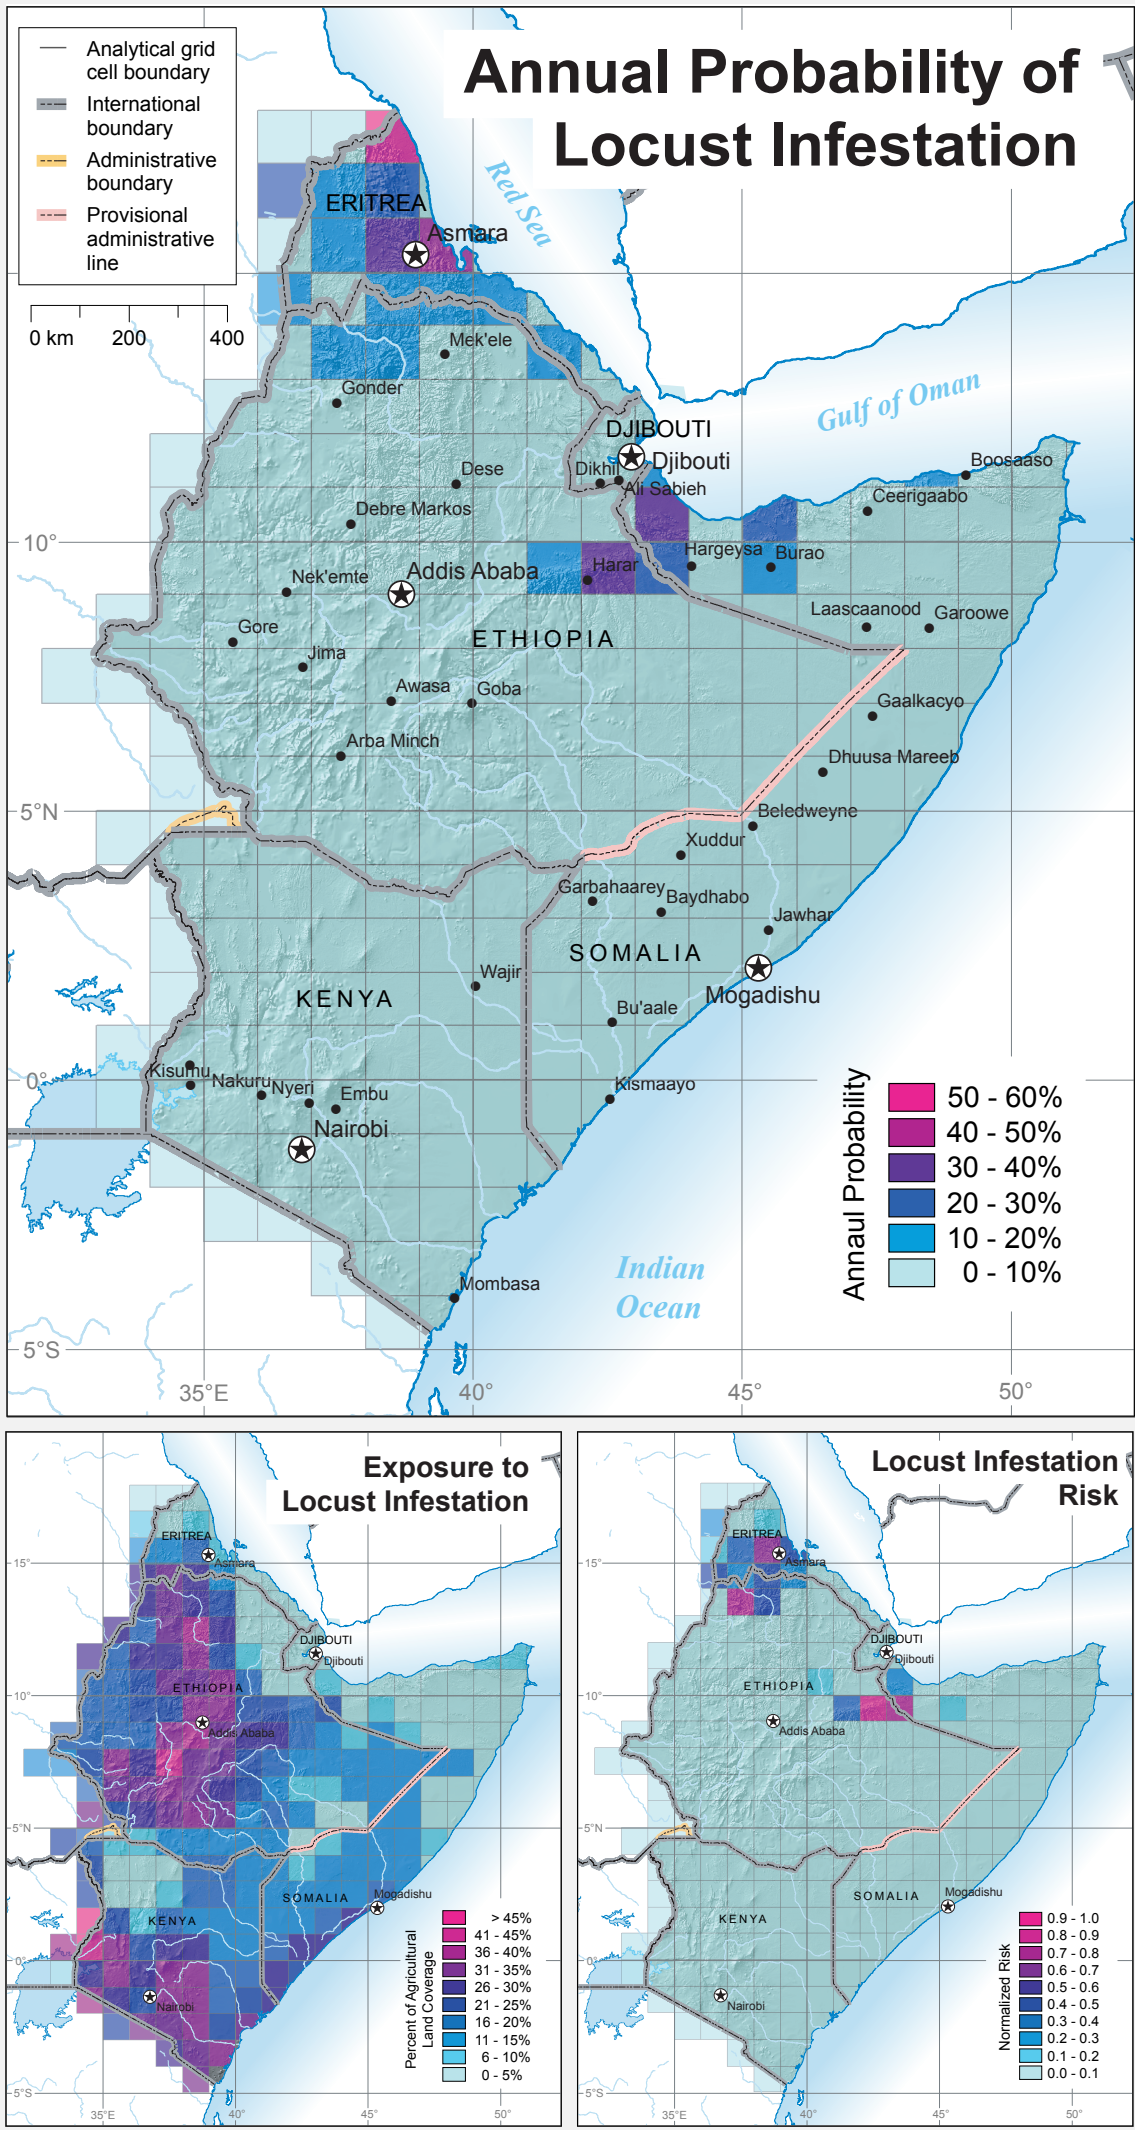 Annual Probability of
Locust Infestation
Analytical grid
cell boundary
International
boundary
Administrative
boundary
Provisional
administrative
line
0 km 200 400
Red Sea
ERITREA
Asmara
Mek'ele
Gonder
Gulf of Oman
DJIBOUTI
Djibouti
Dikhil
Ali Sabieh
Boosaaso
Ceerigaabo
Dese
Debre Markos
10°
Hargeysa
Burao
Harar
Addis Ababa
Nek'emte
Laascaanood
Garoowe
Gore
ETHIOPIA
Jima
Awasa
Goba
Gaalkacyo
Arba Minch
Dhuusa Mareeb
5°N
Beledweyne
Xuddur
Garbahaarey
Baydhabo
Jawhar
SOMALIA
Mogadishu
Wajir
KENYA
Bu'aale
Kisumu
Nakuru
Nyeri
Embu
0°
Kismaayo
Nairobi
Indian
Ocean
Mombasa
5°S
35°E
40°
45°
50°
Annaul Probability
50 - 60%
40 - 50%
30 - 40%
20 - 30%
10 - 20%
0 - 10%
Exposure to
Locust Infestation
ERITREA
Asmara
15°
DJIBOUTI
Djibouti
ETHIOPIA
10°
Addis Ababa
5°N
SOMALIA
Mogadishu
KENYA
0°
Nairobi
5°S
35°E
40°
45°
50°
Percent of Agricultural
Land Coverage
> 45%
41 - 45%
36 - 40%
31 - 35%
26 - 30%
21 - 25%
16 - 20%
11 - 15%
6 - 10%
0 - 5%
Locust Infestation
Risk
ERITREA
Asmara
15°
DJIBOUTI
Djibouti
ETHIOPIA
10°
Addis Ababa
5°N
SOMALIA
Mogadishu
KENYA
0°
Nairobi
5°S
35°E
40°
45°
50°
Normalized Risk
0.9 - 1.0
0.8 - 0.9
0.7 - 0.8
0.6 - 0.7
0.5 - 0.6
0.4 - 0.5
0.3 - 0.4
0.2 - 0.3
0.1 - 0.2
0.0 - 0.1